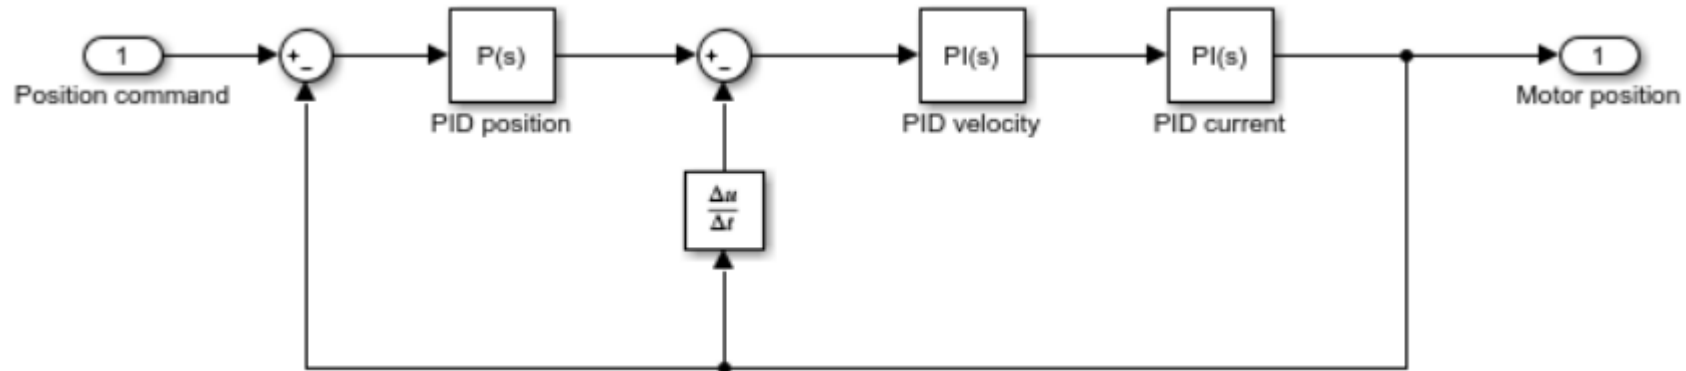 1
Position command
+
−
P(s)
PID position
+
−
PI(s)
PID velocity
PI(s)
PID current
1
Motor position
Δu
Δt